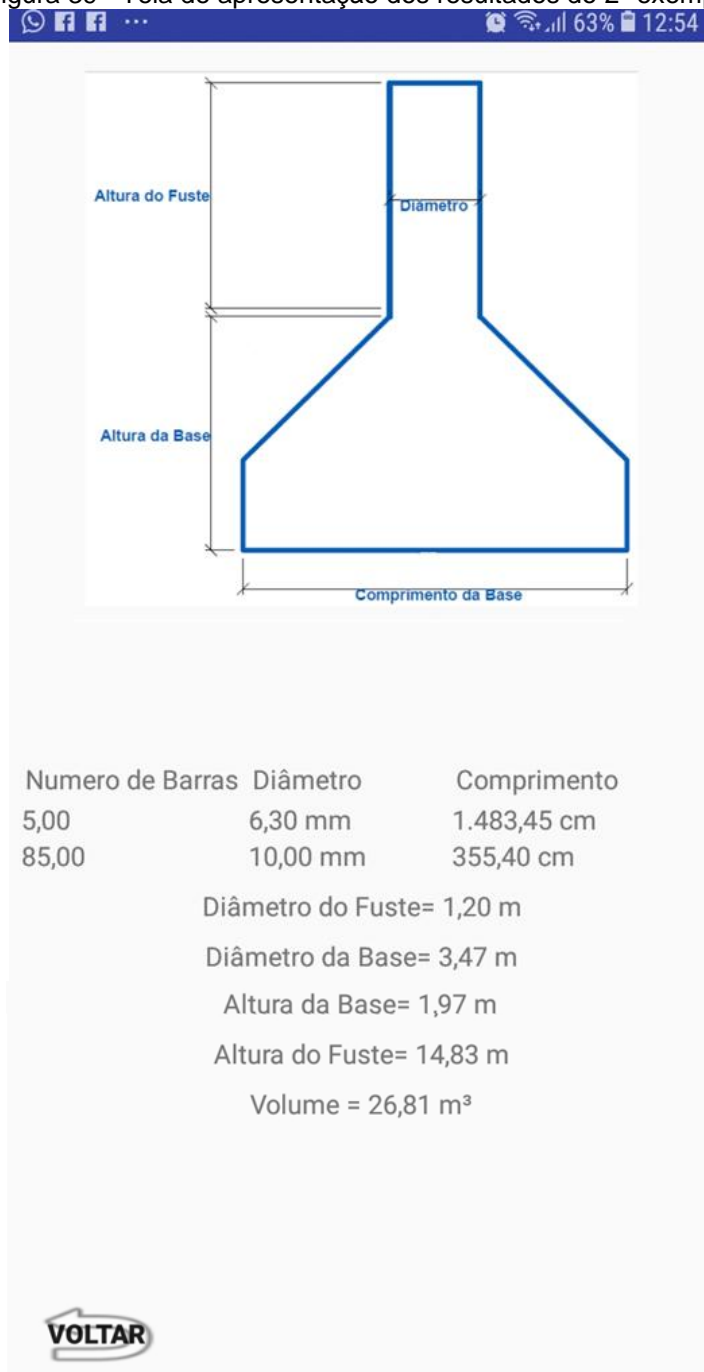 63% 12:54
Altura do Fuste
Diâmetro
Altura da Base
Comprimento da Base
Numero de Barras Diâmetro Comprimento
5,00 6,30 mm 1.483,45 cm
85,00 10,00 mm 355,40 cm
Diâmetro do Fuste= 1,20 m
Diâmetro da Base= 3,47 m
Altura da Base= 1,97 m
Altura do Fuste= 14,83 m
Volume = 26,81 m³
VOLTAR